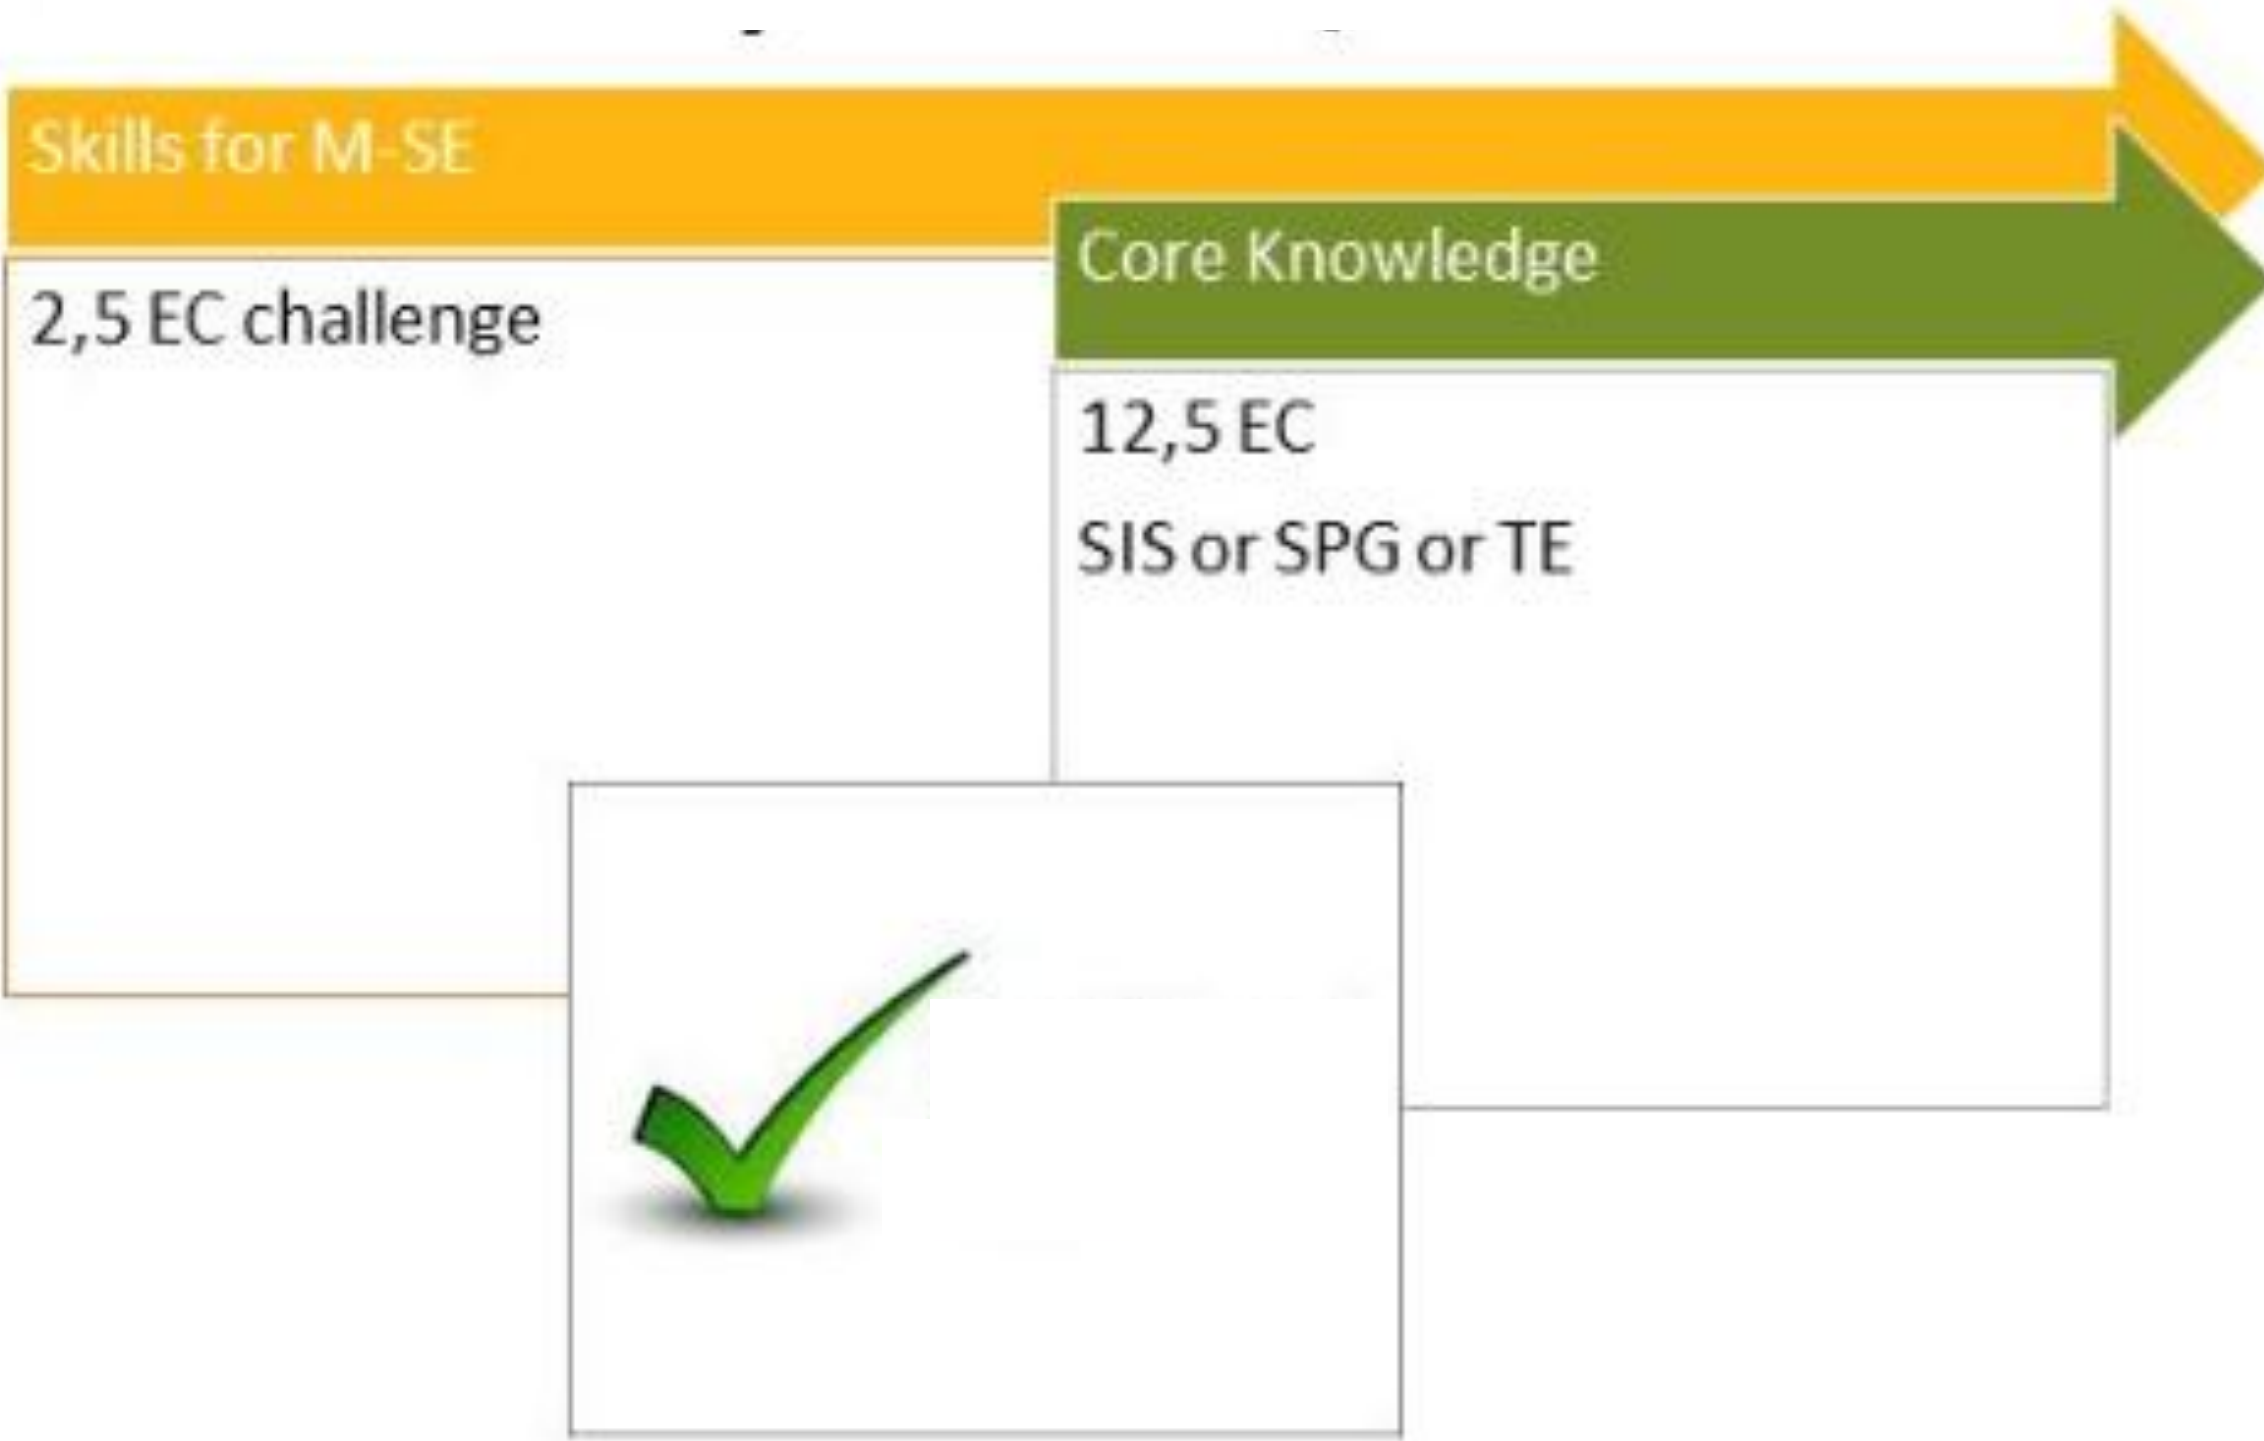 Skills for M-SE
2,5 EC challenge
Core Knowledge
12,5 EC
SIS or SPG or TE